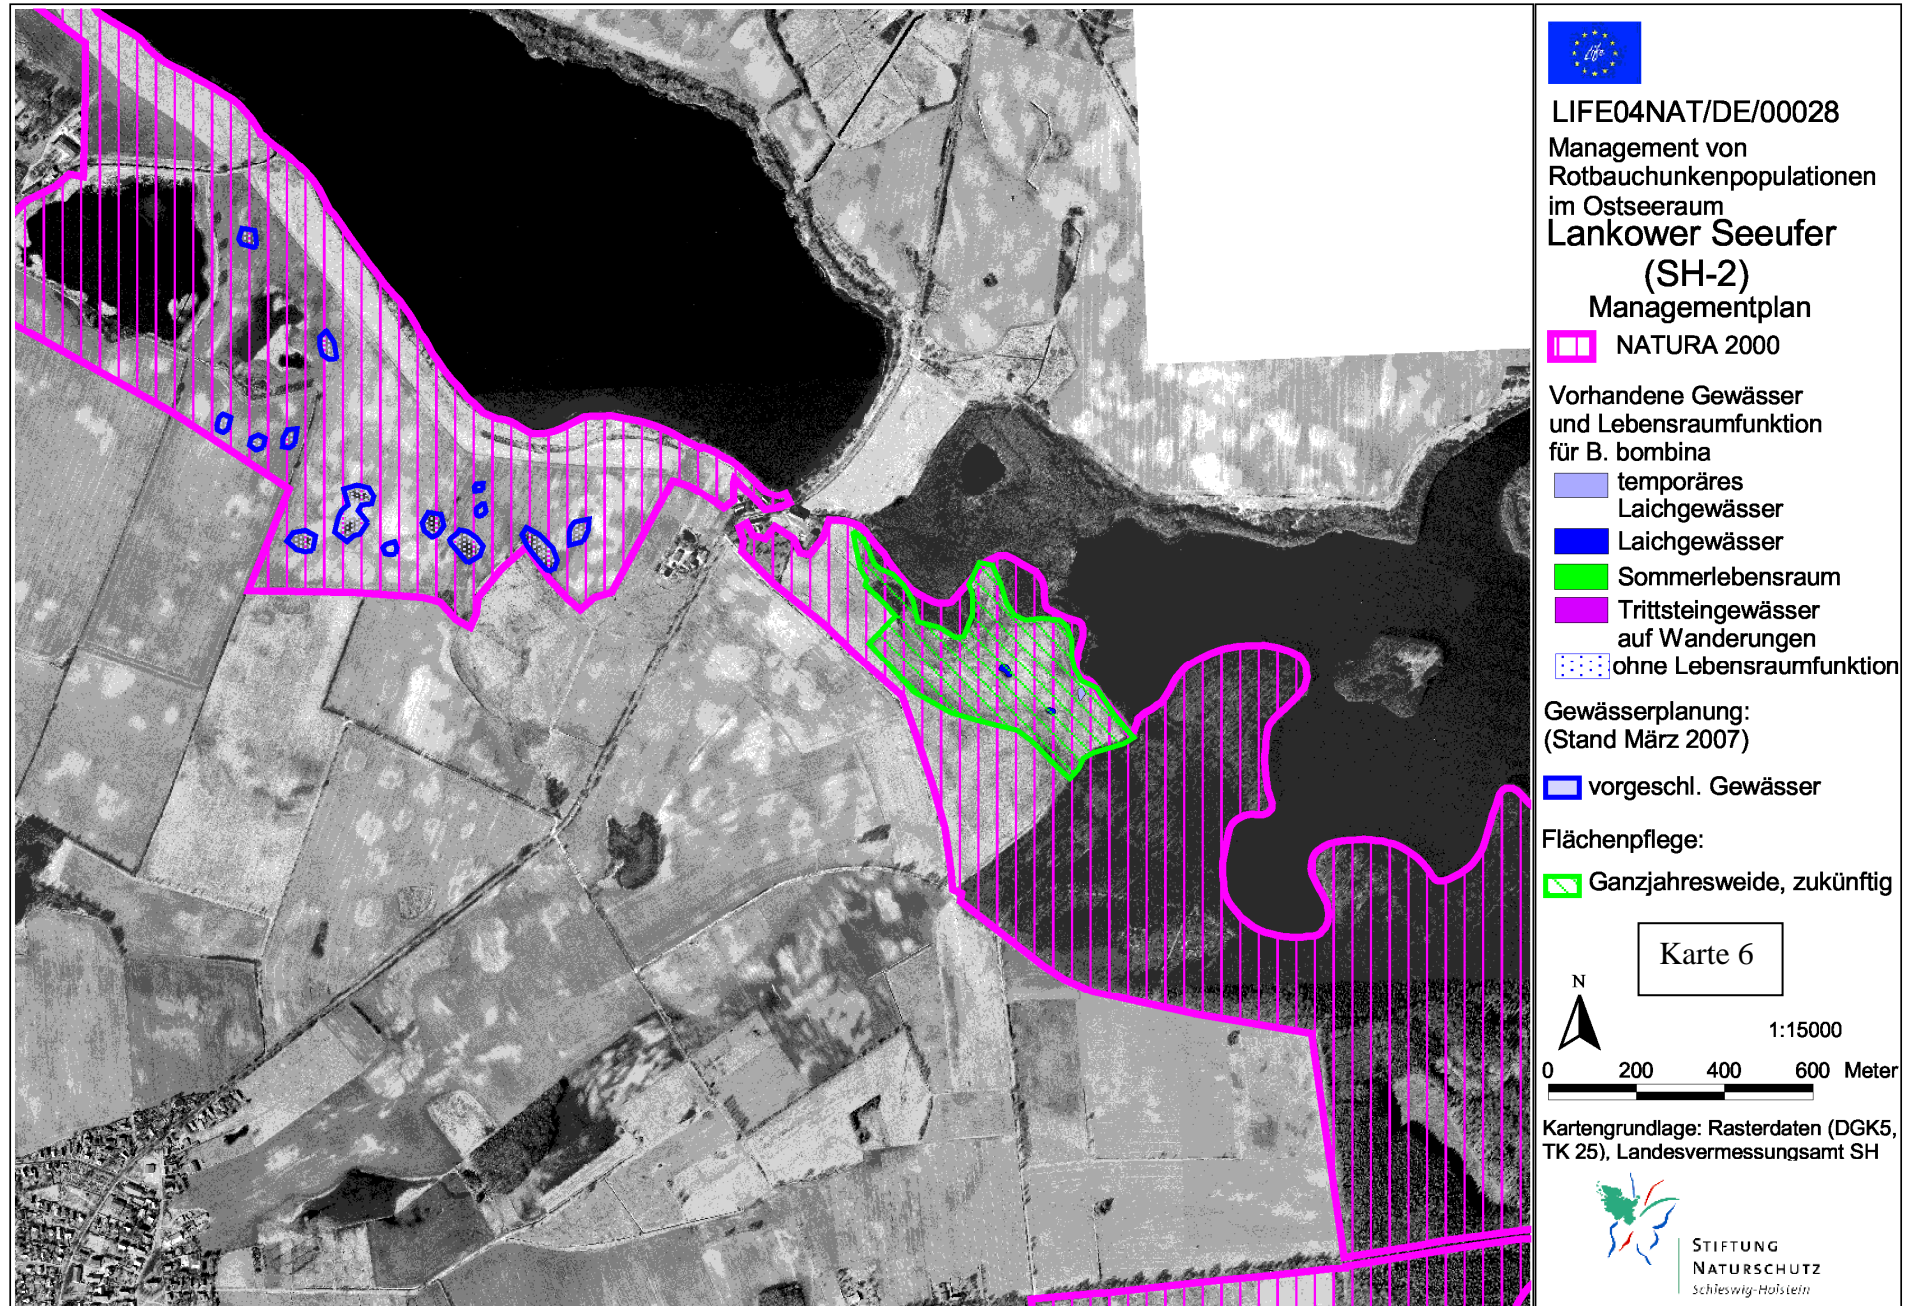 Life
LIFE04NAT/DE/00028
Management von
Rotbauchunkenpopulationen
im Ostseeraum
Lankower Seeufer
(SH-2)
Managementplan
NATURA 2000
Vorhandene Gewässer
und Lebensraumfunktion
für B. bombina
temporäres
Laichgewässer
Laichgewässer
Sommerlebensraum
Trittsteingewässer
auf Wanderungen
ohne Lebensraumfunktion
Gewässerplanung:
(Stand März 2007)
vorgeschl. Gewässer
Flächenpflege:
Ganzjahresweide, zukünftig
Karte 6
N
1:15000
0 200 400 600 Meter
Kartengrundlage: Rasterdaten (DGK5,
TK 25), Landesvermessungsamt SH
STIFTUNG
NATURSCHUTZ
Schleswig-Holstein